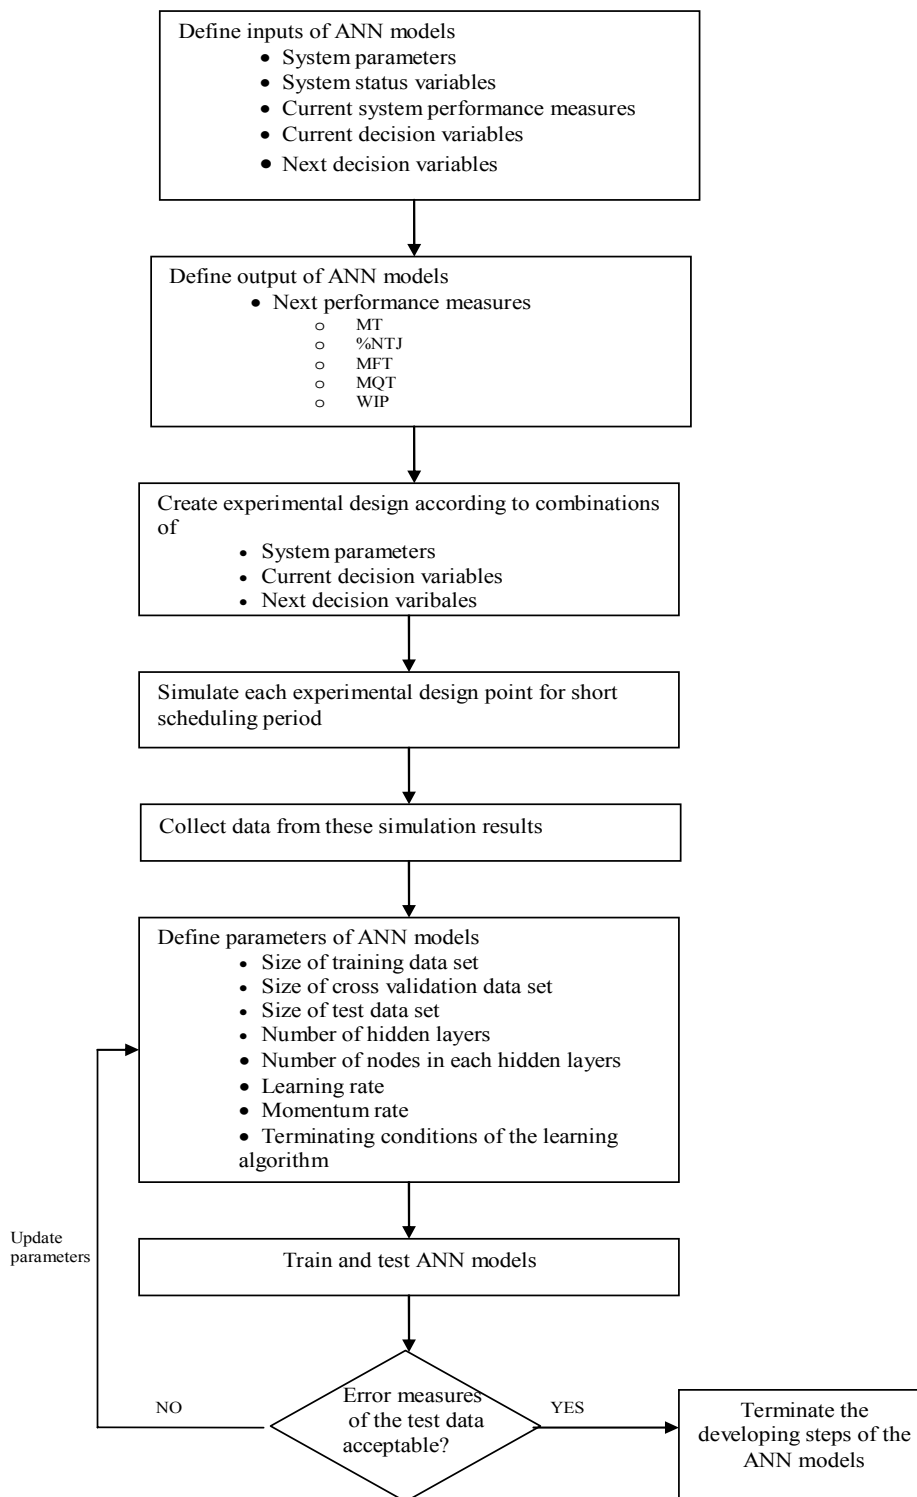 Define inputs of ANN models
• System parameters
• System status variables
• Current system performance measures
• Current decision variables
• Next decision variables
Define output of ANN models
• Next performance measures
o MT
o %NTJ
o MFT
o MQT
o WIP
Create experimental design according to combinations
of
• System parameters
• Current decision variables
• Next decision varibales
Simulate each experimental design point for short
scheduling period
Collect data from these simulation results
Define parameters of ANN models
• Size of training data set
• Size of cross validation data set
• Size of test data set
• Number of hidden layers
• Number of nodes in each hidden layers
• Learning rate
• Momentum rate
• Terminating conditions of the learning
algorithm
Update
parameters
Train and test ANN models
Error measures
of the test data
acceptable?
NO
YES
Terminate the
developing steps of the
ANN models